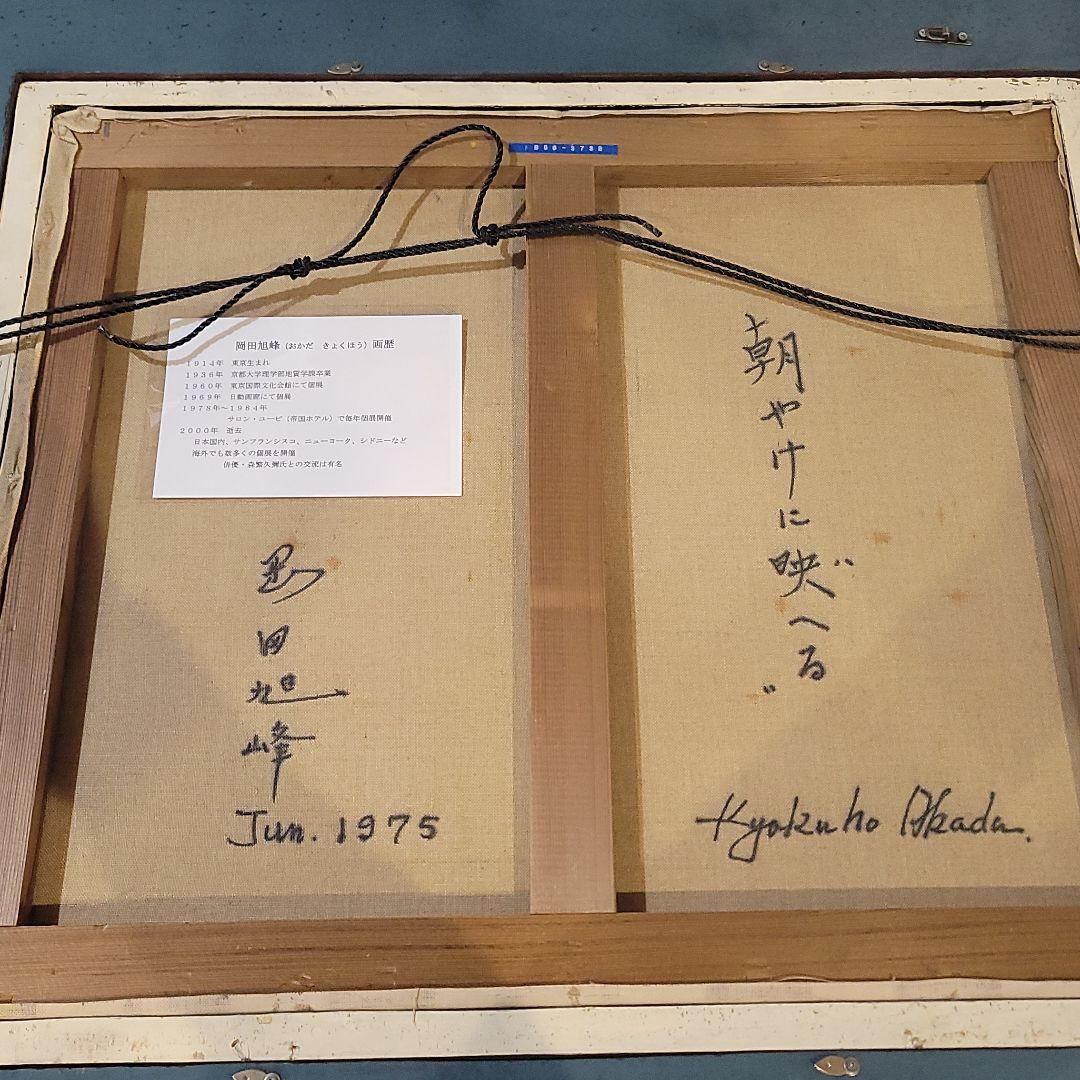 岡田旭峰（おかだ　きょくほう）画歴
１９１４年　東京生まれ
１９３６年　京都大学理学部地質学課卒業
１９６０年　東京国際文化会館にて個展
１９６９年　日動画廊にて個展
１９７８年～１９８４年
サロン・ユーピ（帝国ホテル）で毎年個展開催
２０００年　逝去
日本国内、サンフランシスコ、ニューヨーク、シドニーなど
海外でも数多くの個展を開催
俳優・森繁久彌氏との交流は有名
朝やけに映へる
岡田旭峰
Jun. 1975
Kyokuho Okada.